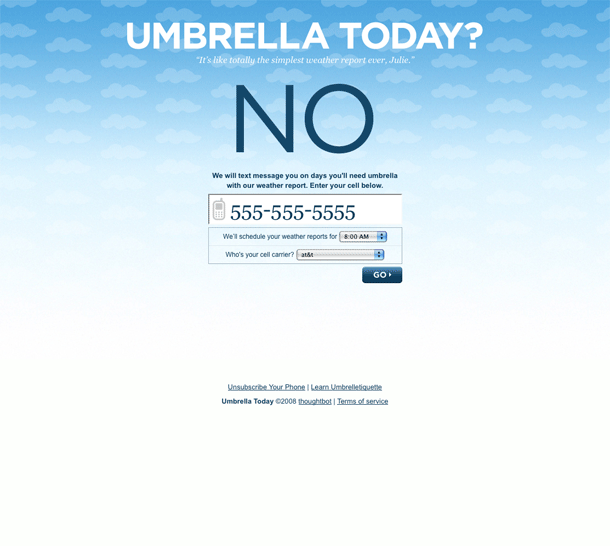 UMBRELLA TODAY?
"It's like totally the simplest weather report ever, Julie."
NO
We will text message you on days you'll need umbrella
with our weather report. Enter your cell below.
555-555-5555
We'll schedule your weather reports for 8:00 AM
Who's your cell carrier? at&t
GO
Unsubscribe Your Phone | Learn Umbrelletiquette
Umbrella Today ©2008 thoughtbot | Terms of service